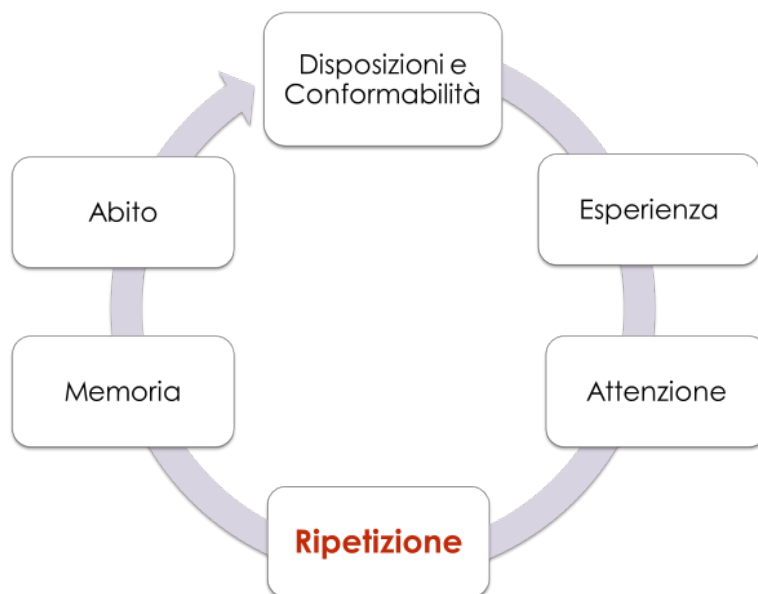 Disposizioni e
Conformabilità
Esperienza
Attenzione
Ripetizione
Memoria
Abito